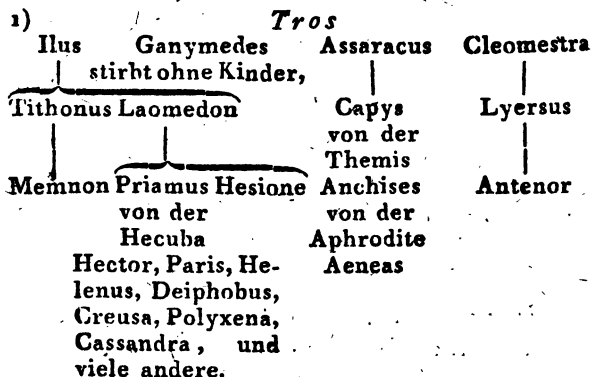 1) Tros
Ilus Ganymedes Assaracus Cleomestra
stirbt ohne Kinder,
Tithonus Laomedon Capys Lyersus
von der
Themis
Memnon Priamus Hesione Anchises Antenor
von der von der
Hecuba Aphrodite
Hector, Paris, He- Aeneas
lenus, Deiphobus,
Creusa, Polyxena,
Cassandra, und
viele andere.